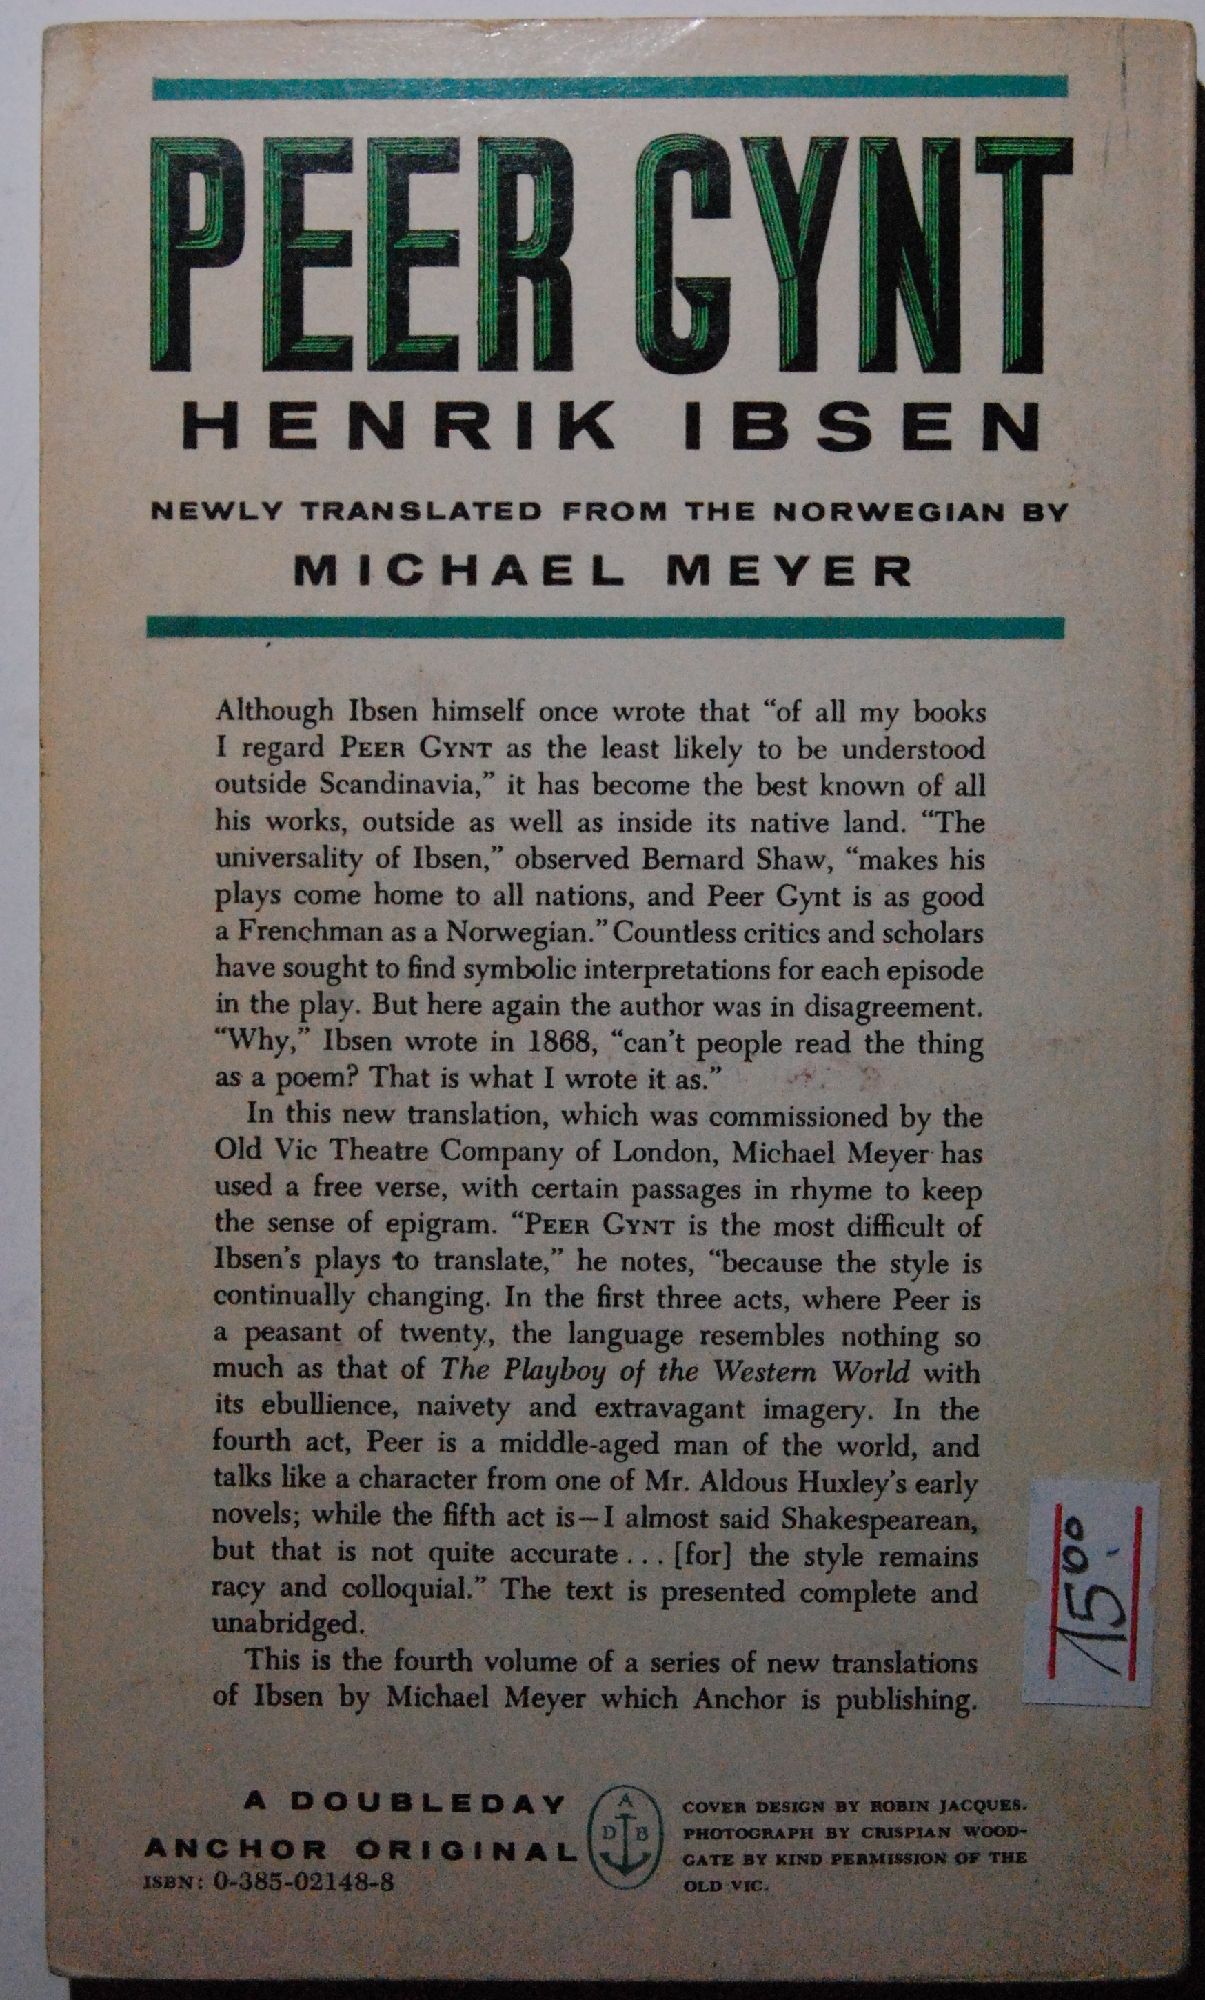 PEER GYNT
HENRIK IBSEN
NEWLY TRANSLATED FROM THE NORWEGIAN BY
MICHAEL MEYER
Although Ibsen himself once wrote that “of all my books
I regard PEER GYNT as the least likely to be understood
outside Scandinavia,” it has become the best known of all
his works, outside as well as inside its native land. “The
universality of Ibsen,” observed Bernard Shaw, “makes his
plays come home to all nations, and Peer Gynt is as good
a Frenchman as a Norwegian.” Countless critics and scholars
have sought to find symbolic interpretations for each episode
in the play. But here again the author was in disagreement.
“Why,” Ibsen wrote in 1868, “can’t people read the thing
as a poem? That is what I wrote it as.”
In this new translation, which was commissioned by the
Old Vic Theatre Company of London, Michael Meyer has
used a free verse, with certain passages in rhyme to keep
the sense of epigram. “PEER GYNT is the most difficult of
Ibsen’s plays to translate,” he notes, “because the style is
continually changing. In the first three acts, where Peer is
a peasant of twenty, the language resembles nothing so
much as that of The Playboy of the Western World with
its ebullience, naivety and extravagant imagery. In the
fourth act, Peer is a middle-aged man of the world, and
talks like a character from one of Mr. Aldous Huxley’s early
novels; while the fifth act is—I almost said Shakespearean,
but that is not quite accurate . . . [for] the style remains
racy and colloquial.” The text is presented complete and
unabridged.
This is the fourth volume of a series of new translations
of Ibsen by Michael Meyer which Anchor is publishing.
15.00
A DOUBLEDAY
ANCHOR ORIGINAL
ISBN: 0-385-02148-8
A
D B
COVER DESIGN BY ROBIN JACQUES.
PHOTOGRAPH BY CRISPIAN WOOD-
GATE BY KIND PERMISSION OF THE
OLD VIC.